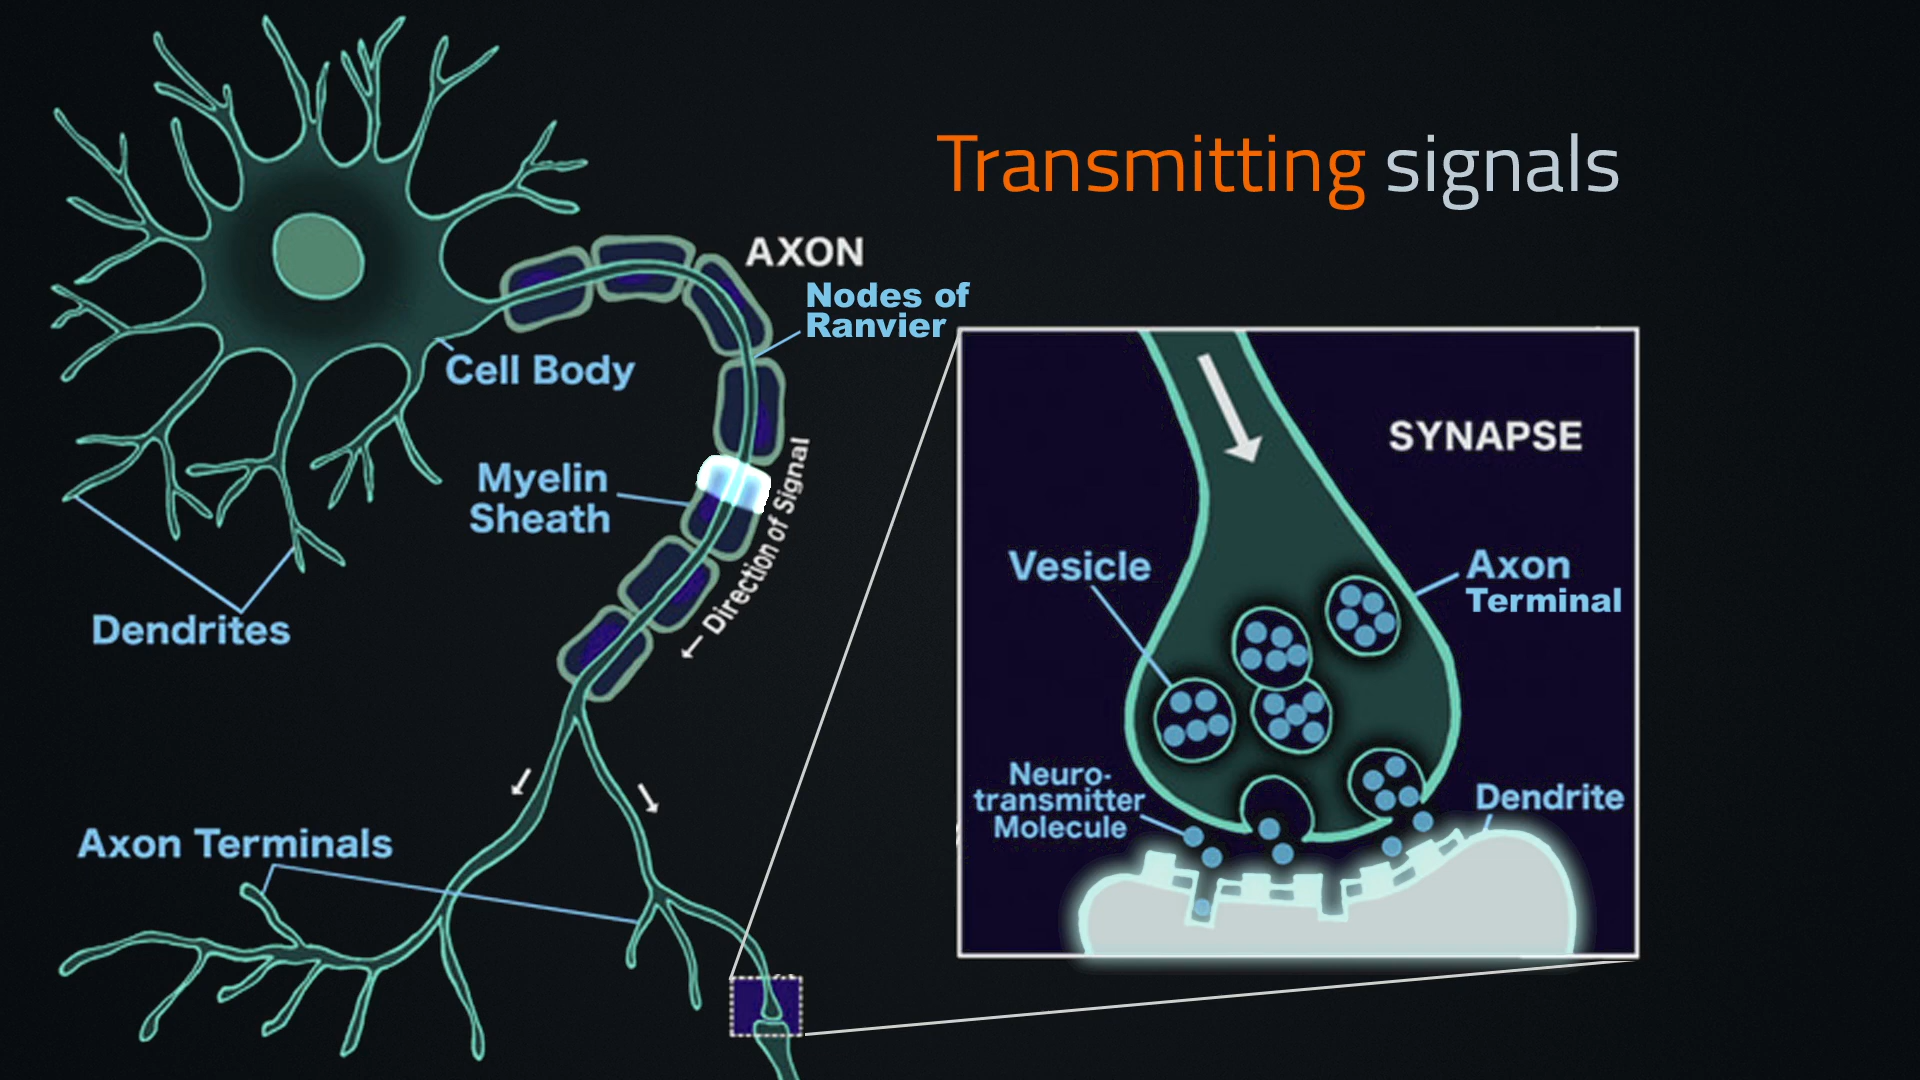 Transmitting signals
AXON
Nodes of
Ranvier
Cell Body
Myelin
Sheath
← Direction of Signal
Dendrites
Axon Terminals
SYNAPSE
Vesicle
Axon
Terminal
Neuro-
transmitter
Molecule
Dendrite